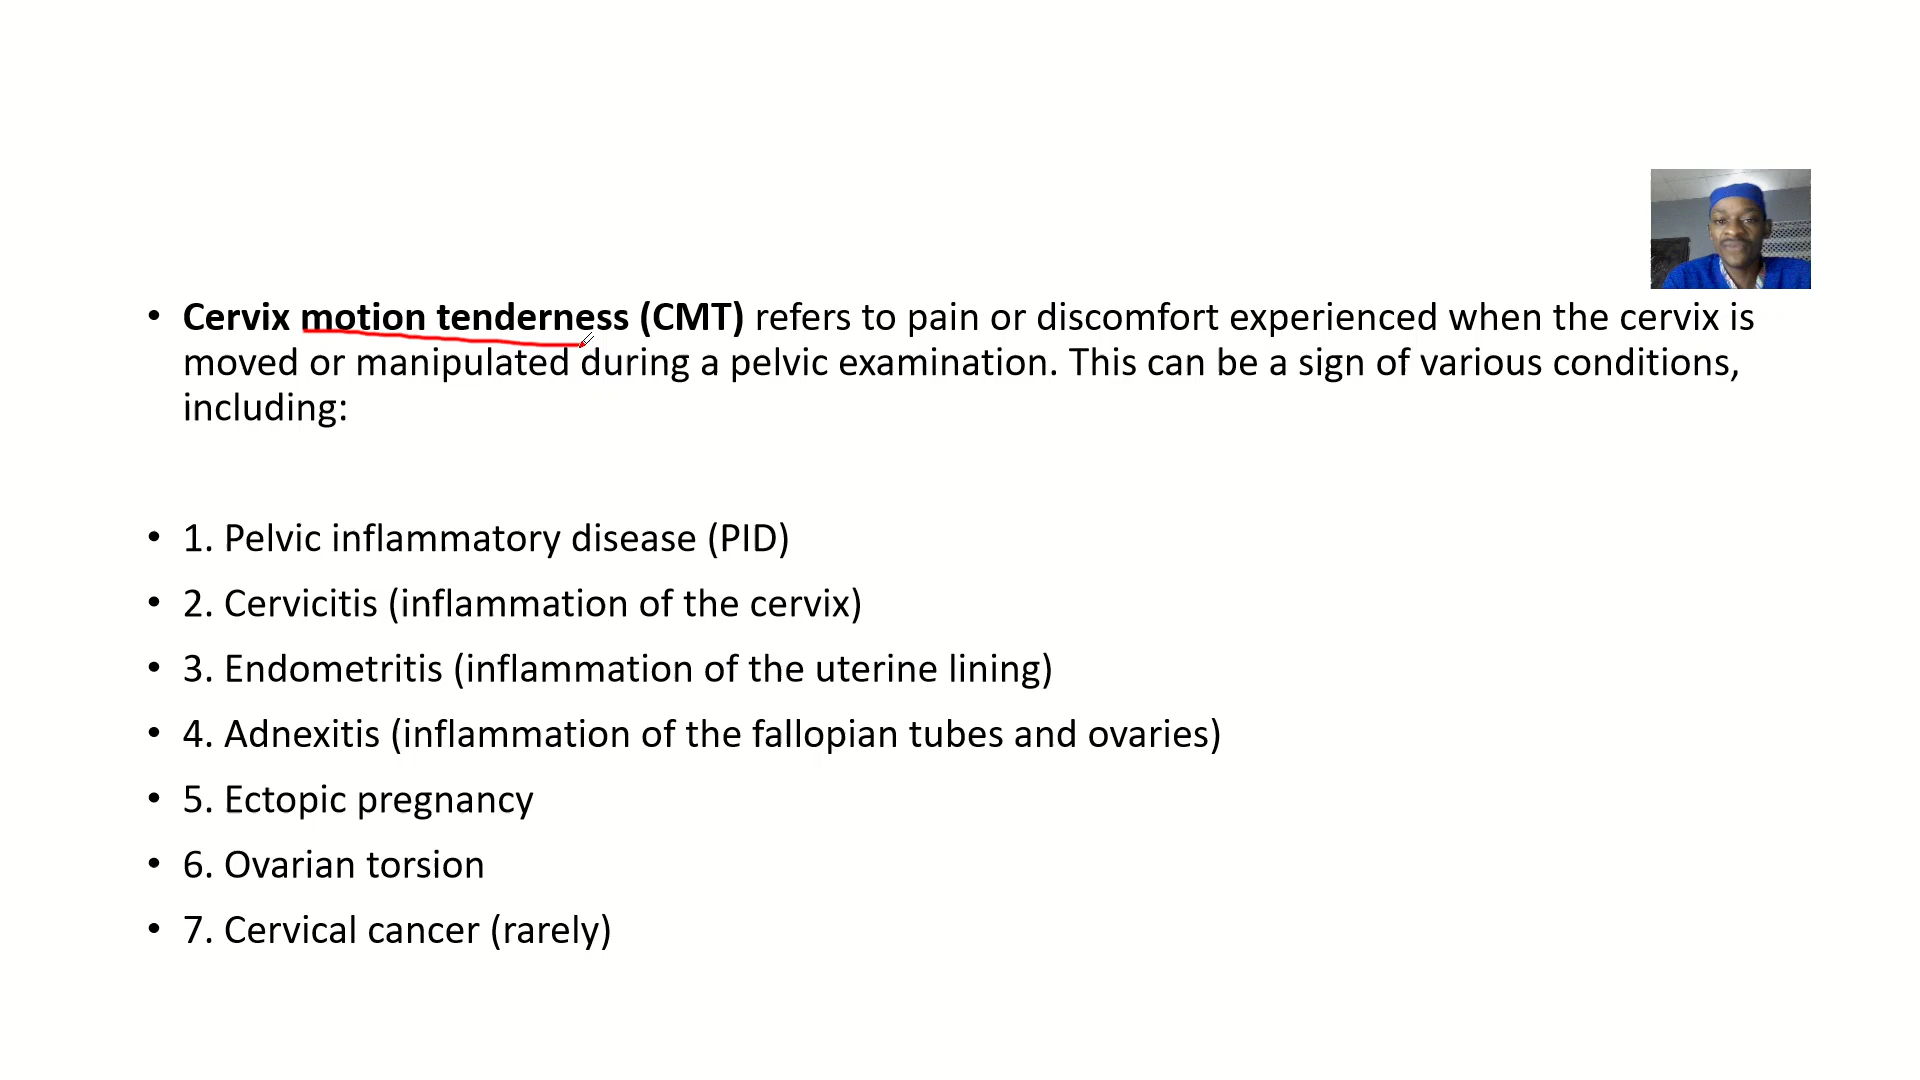 • Cervix motion tenderness (CMT) refers to pain or discomfort experienced when the cervix is
moved or manipulated during a pelvic examination. This can be a sign of various conditions,
including:
• 1. Pelvic inflammatory disease (PID)
• 2. Cervicitis (inflammation of the cervix)
• 3. Endometritis (inflammation of the uterine lining)
• 4. Adnexitis (inflammation of the fallopian tubes and ovaries)
• 5. Ectopic pregnancy
• 6. Ovarian torsion
• 7. Cervical cancer (rarely)